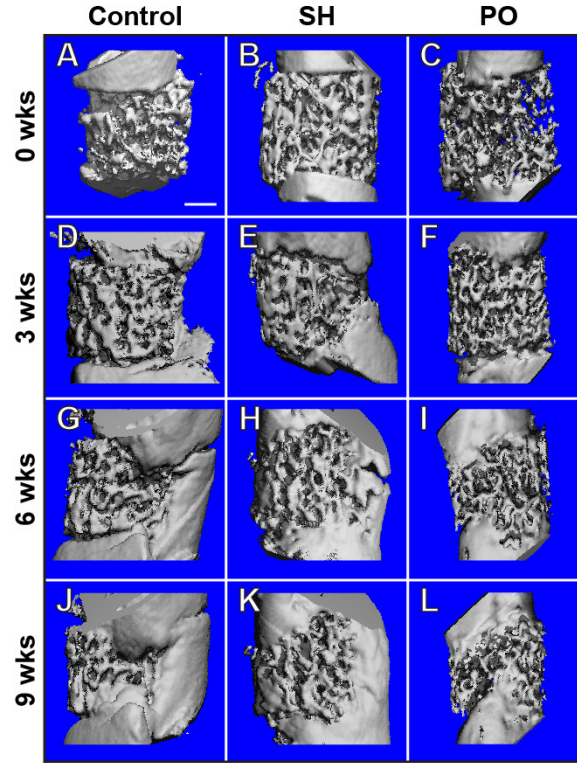 Control SH PO
0 wks A B C
3 wks D E F
6 wks G H I
9 wks J K L